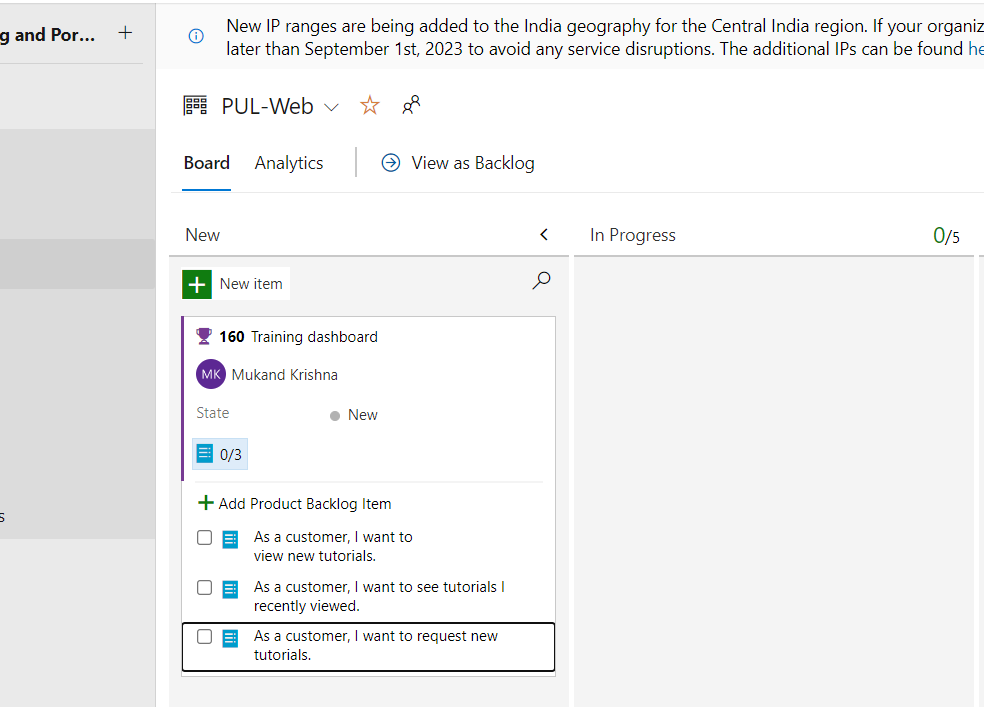 g and Por...
New IP ranges are being added to the India geography for the Central India region. If your organiz
later than September 1st, 2023 to avoid any service disruptions. The additional IPs can be found he
PUL-Web
Board Analytics View as Backlog
New In Progress 0/5
New item
160 Training dashboard
MK Mukand Krishna
State New
0/3
Add Product Backlog Item
As a customer, I want to
view new tutorials.
As a customer, I want to see tutorials I
recently viewed.
As a customer, I want to request new
tutorials.
s